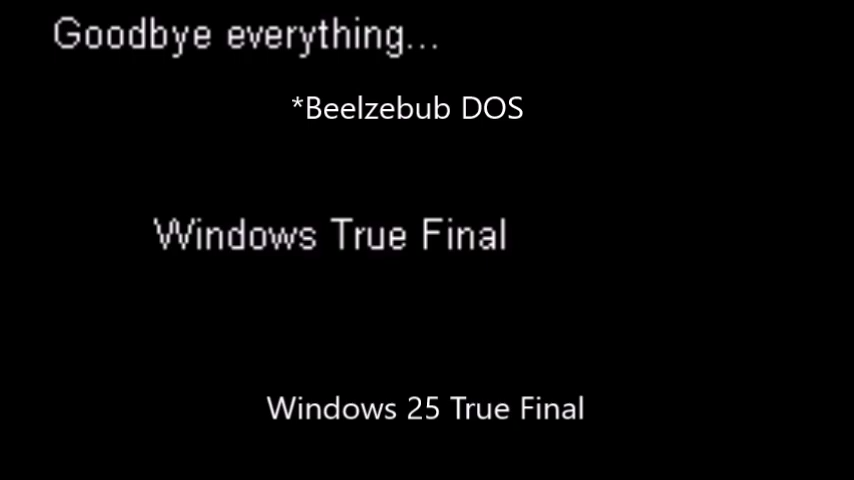 Goodbye everything...
*Beelzebub DOS
Windows True Final
Windows 25 True Final